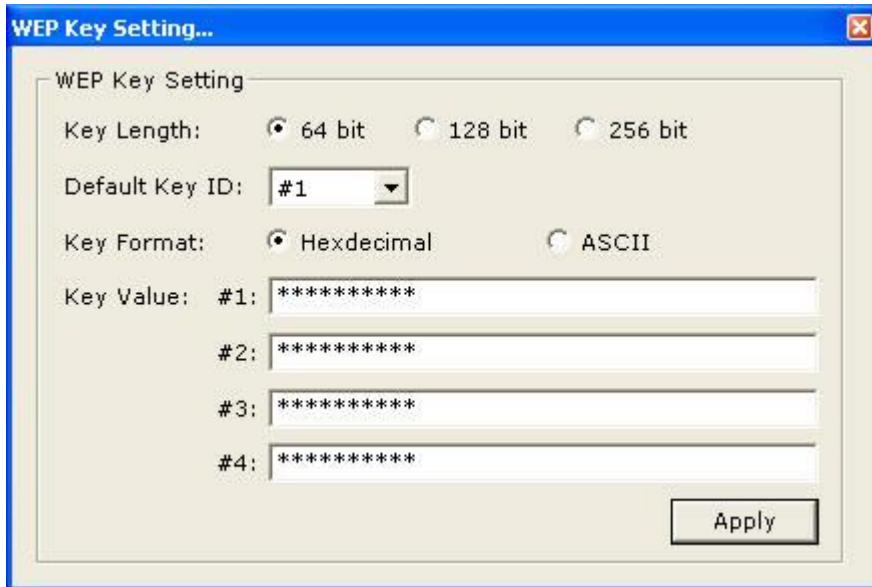 WEP Key Setting...
WEP Key Setting
Key Length: 64 bit 128 bit 256 bit
Default Key ID: #1
Key Format: Hexdecimal ASCII
Key Value: #1: **********
#2: **********
#3: **********
#4: **********
Apply